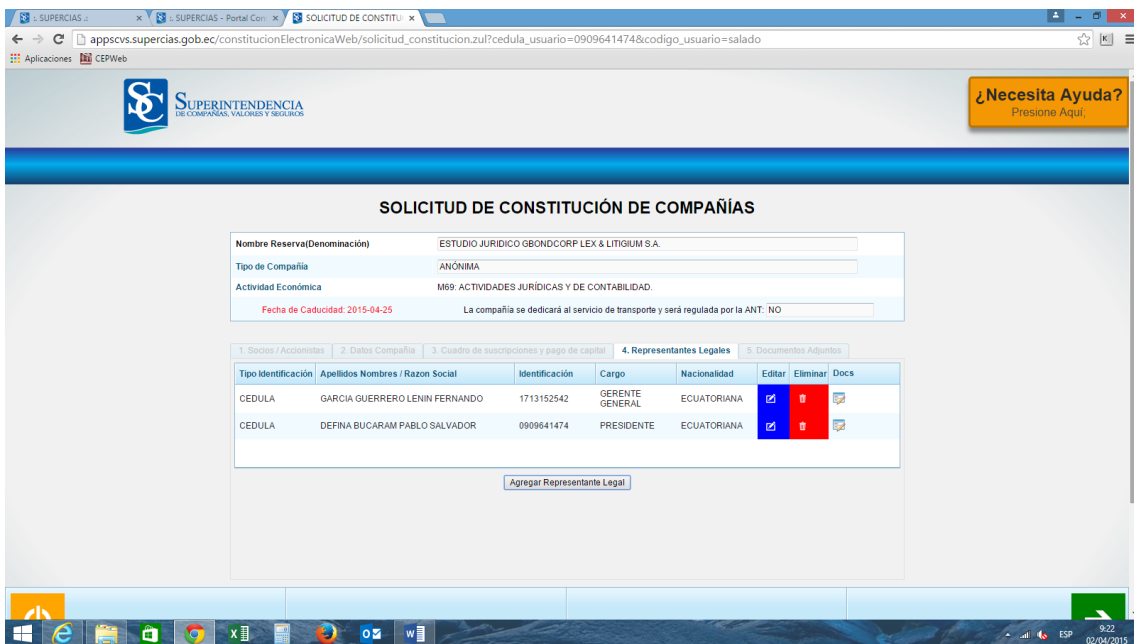 :. SUPERCIAS .:
:. SUPERCIAS - Portal Con
SOLICITUD DE CONSTITU
appscvs.supercias.gob.ec/constitucionElectronicaWeb/solicitud_constitucion.zul?cedula_usuario=0909641474&codigo_usuario=salado
Aplicaciones CEPWeb
SC SUPERINTENDENCIA
DE COMPAÑÍAS, VALORES Y SEGUROS
¿Necesita Ayuda?
Presione Aquí;
SOLICITUD DE CONSTITUCIÓN DE COMPAÑÍAS
Nombre Reserva(Denominación) ESTUDIO JURIDICO GBONDCORP LEX & LITIGIUM S.A.
Tipo de Compañía ANÓNIMA
Actividad Económica M69: ACTIVIDADES JURÍDICAS Y DE CONTABILIDAD.
Fecha de Caducidad: 2015-04-25 La compañía se dedicará al servicio de transporte y será regulada por la ANT: NO
1. Socios / Accionistas 2. Datos Compañia 3. Cuadro de suscripciones y pago de capital 4. Representantes Legales 5. Documentos Adjuntos
Tipo Identificación Apellidos Nombres / Razon Social Identificación Cargo Nacionalidad Editar Eliminar Docs
CEDULA GARCIA GUERRERO LENIN FERNANDO 1713152542 GERENTE GENERAL ECUATORIANA
CEDULA DEFINA BUCARAM PABLO SALVADOR 0909641474 PRESIDENTE ECUATORIANA
Agregar Representante Legal
ESP
9:22
02/04/2015